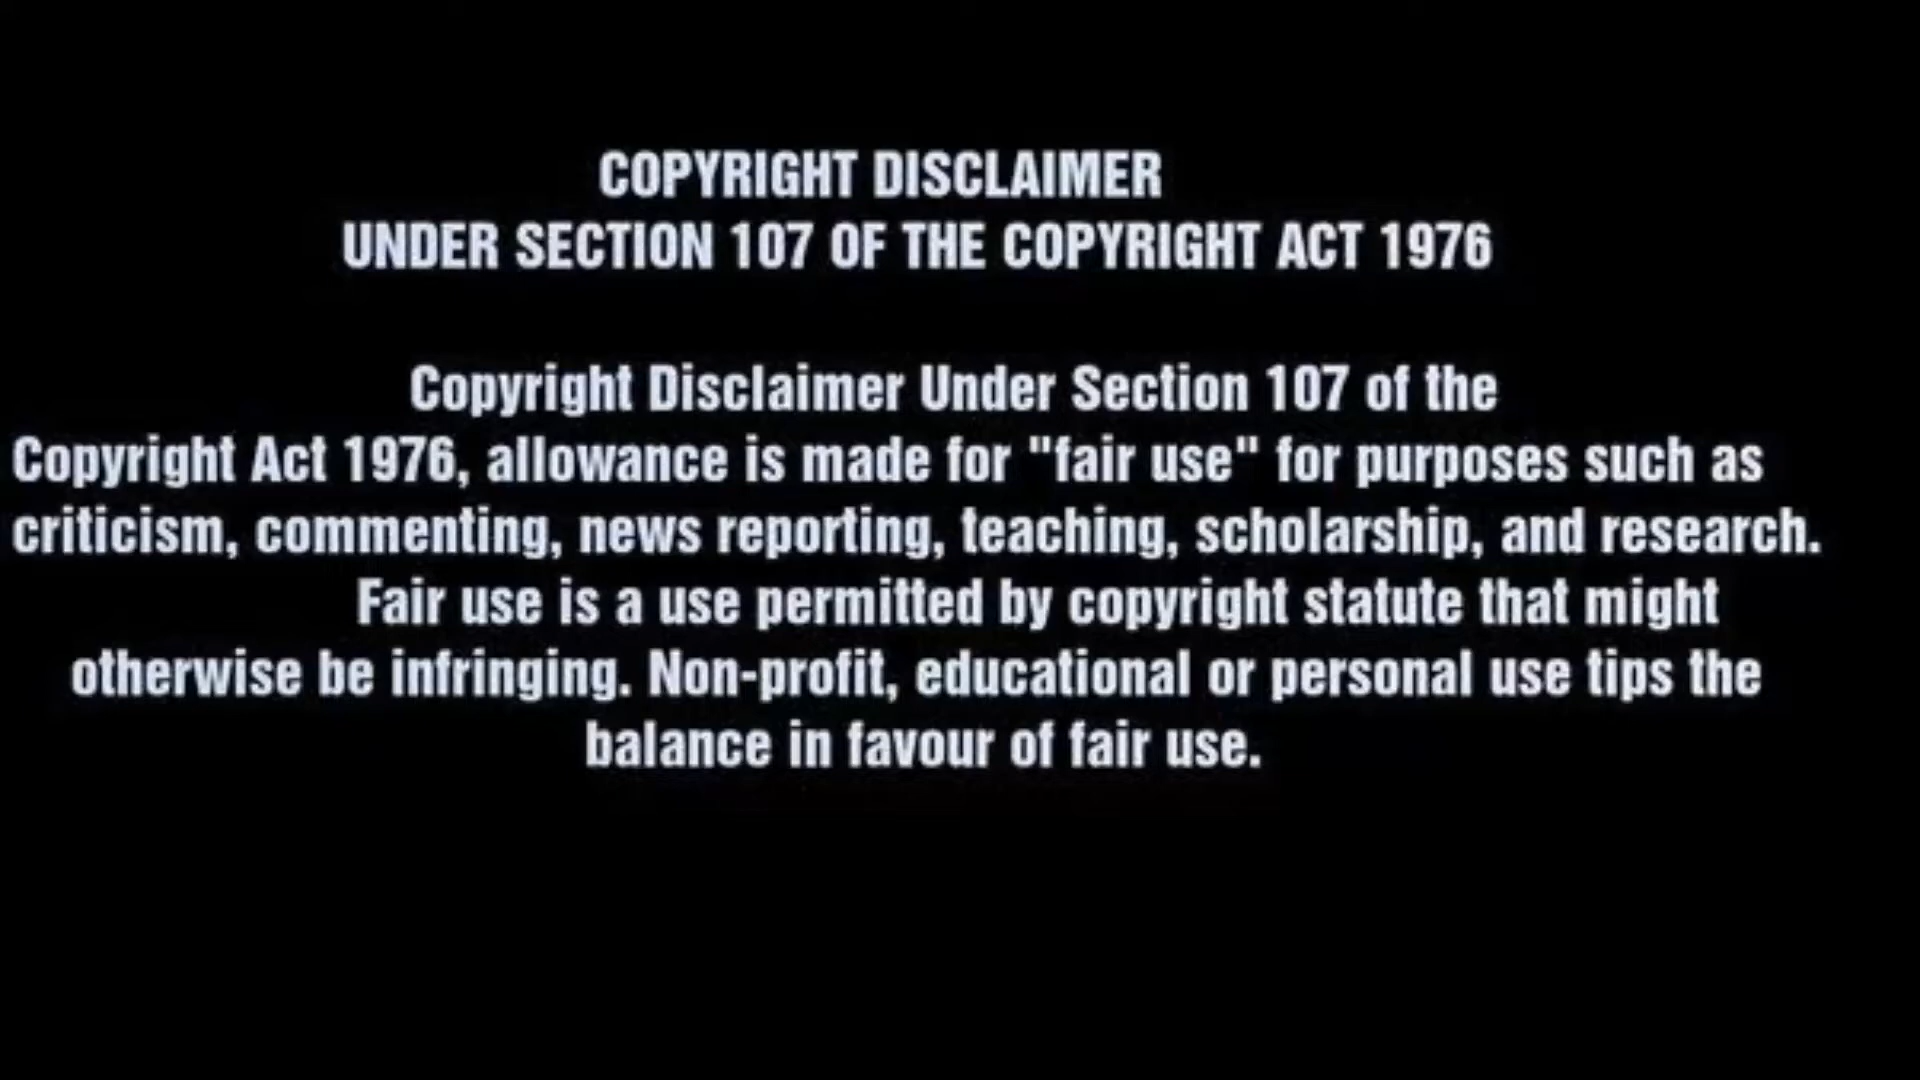 COPYRIGHT DISCLAIMER
UNDER SECTION 107 OF THE COPYRIGHT ACT 1976
Copyright Disclaimer Under Section 107 of the
Copyright Act 1976, allowance is made for "fair use" for purposes such as
criticism, commenting, news reporting, teaching, scholarship, and research.
Fair use is a use permitted by copyright statute that might
otherwise be infringing. Non-profit, educational or personal use tips the
balance in favour of fair use.